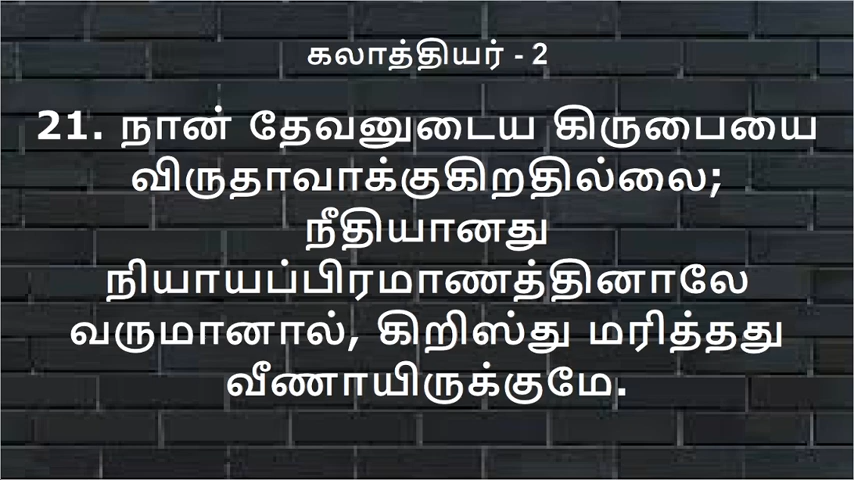 கலாத்தியர் - 2
21. நான் தேவனுடைய கிருபையை
விருதாவாக்குகிறதில்லை;
நீதியானது
நியாயப்பிரமாணத்தினாலே
வருமானால், கிறிஸ்து மரித்தது
வீணாயிருக்குமே.